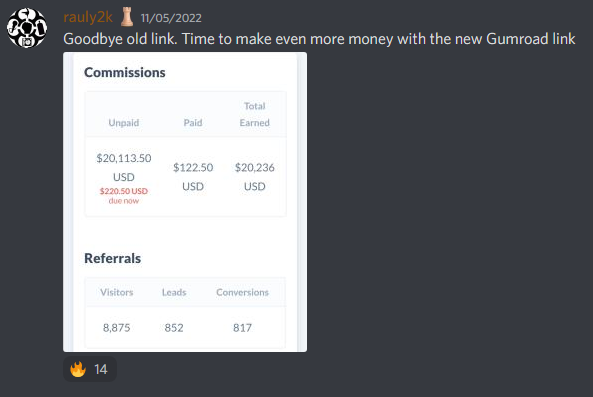 rauly2k 11/05/2022
Goodbye old link. Time to make even more money with the new Gumroad link
Commissions
Unpaid Paid Total Earned
$20,113.50 USD $122.50 USD $20,236 USD
$220.50 USD due now
Referrals
Visitors Leads Conversions
8,875 852 817
14